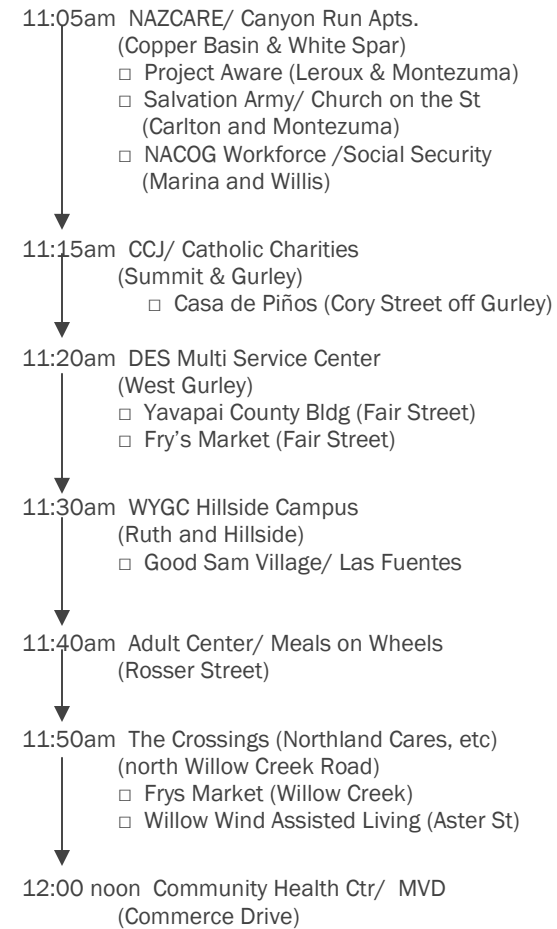 11:05am NAZCARE/ Canyon Run Apts.
(Copper Basin & White Spar)
□ Project Aware (Leroux & Montezuma)
□ Salvation Army/ Church on the St
(Carlton and Montezuma)
□ NACOG Workforce /Social Security
(Marina and Willis)
11:15am CCJ/ Catholic Charities
(Summit & Gurley)
□ Casa de Piños (Cory Street off Gurley)
11:20am DES Multi Service Center
(West Gurley)
□ Yavapai County Bldg (Fair Street)
□ Fry's Market (Fair Street)
11:30am WYGC Hillside Campus
(Ruth and Hillside)
□ Good Sam Village/ Las Fuentes
11:40am Adult Center/ Meals on Wheels
(Rosser Street)
11:50am The Crossings (Northland Cares, etc)
(north Willow Creek Road)
□ Frys Market (Willow Creek)
□ Willow Wind Assisted Living (Aster St)
12:00 noon Community Health Ctr/ MVD
(Commerce Drive)